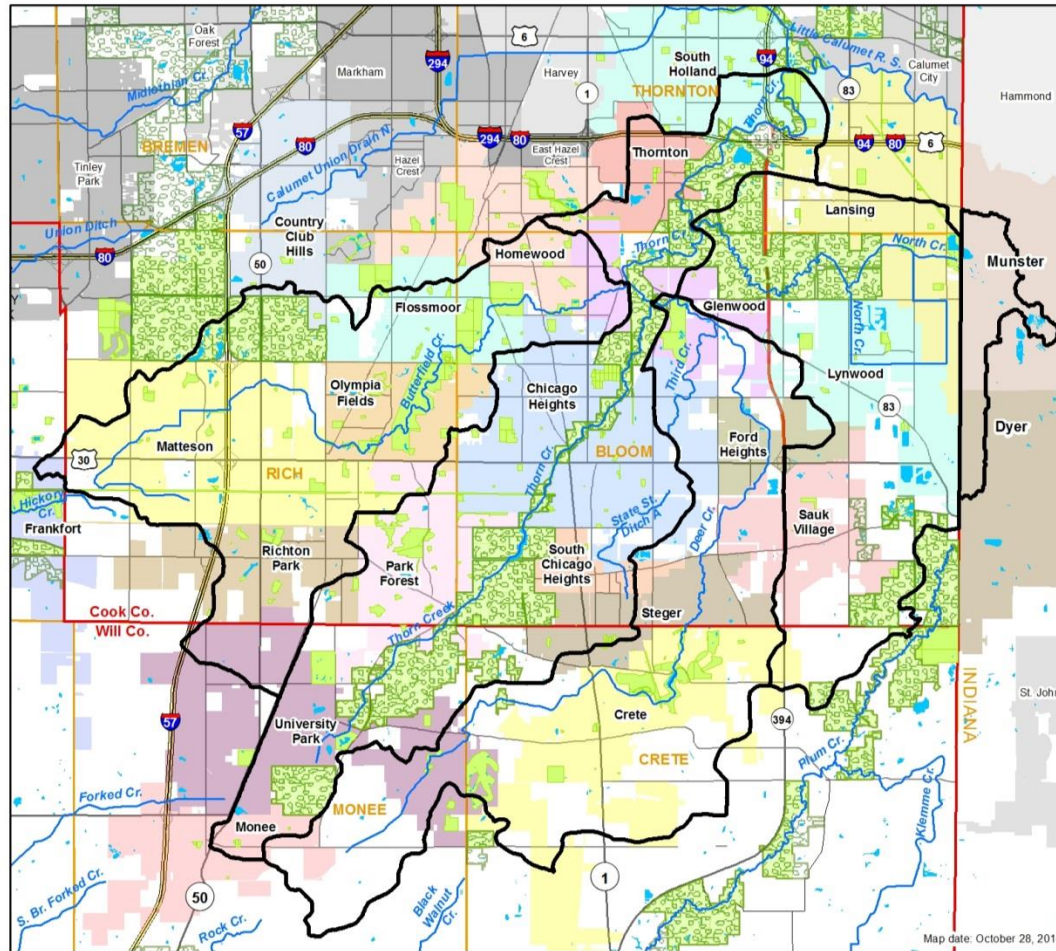 Oak
Forest
6
Little Calumet R. S.
Midlothian Cr.
Markham
294
Harvey
South
Holland
94
Calumet
City
THORNTON
1
83
Hammond
57
Thorn Cr.
BREMEN
80
Calumet Union Drain N.
294
80
East Hazel
Crest
Thornton
94
80
6
Tinley
Park
Hazel
Crest
Union Ditch
Country
Club
Hills
Lansing
80
50
Homewood
Thorn Cr.
North Cr.
Munster
Flossmoor
Glenwood
North Cr.
Butterfield Cr.
Third Cr.
Lynwood
Olympia
Fields
Chicago
Heights
83
Dyer
Matteson
BLOOM
Ford
Heights
30
RICH
Thorn Cr.
Hickory
Cr.
State St.
Ditch A
Deer Cr.
Sauk
Village
Frankfort
Richton
Park
Park
Forest
South
Chicago
Heights
Cook Co.
Will Co.
Thorn Creek
Steger
INDIANA
St. John
57
University
Park
Crete
394
CRETE
Plum Cr.
Forked Cr.
MONEE
Klemme Cr.
Monee
S. Br. Forked Cr.
50
Rock Cr.
Black
Walnut
Cr.
1
Map date: October 28, 201